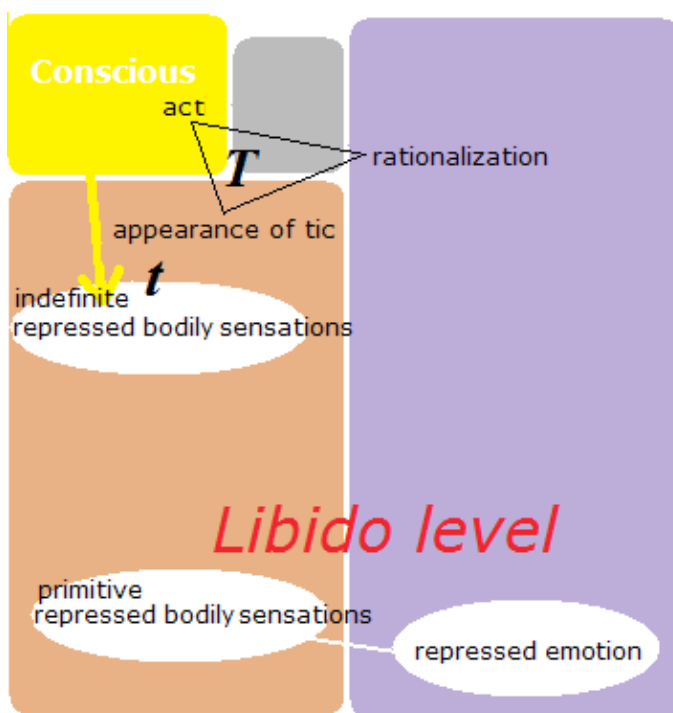 Conscious
act
T
rationalization
appearance of tic
t
indefinite
repressed bodily sensations
Libido level
primitive
repressed bodily sensations
repressed emotion